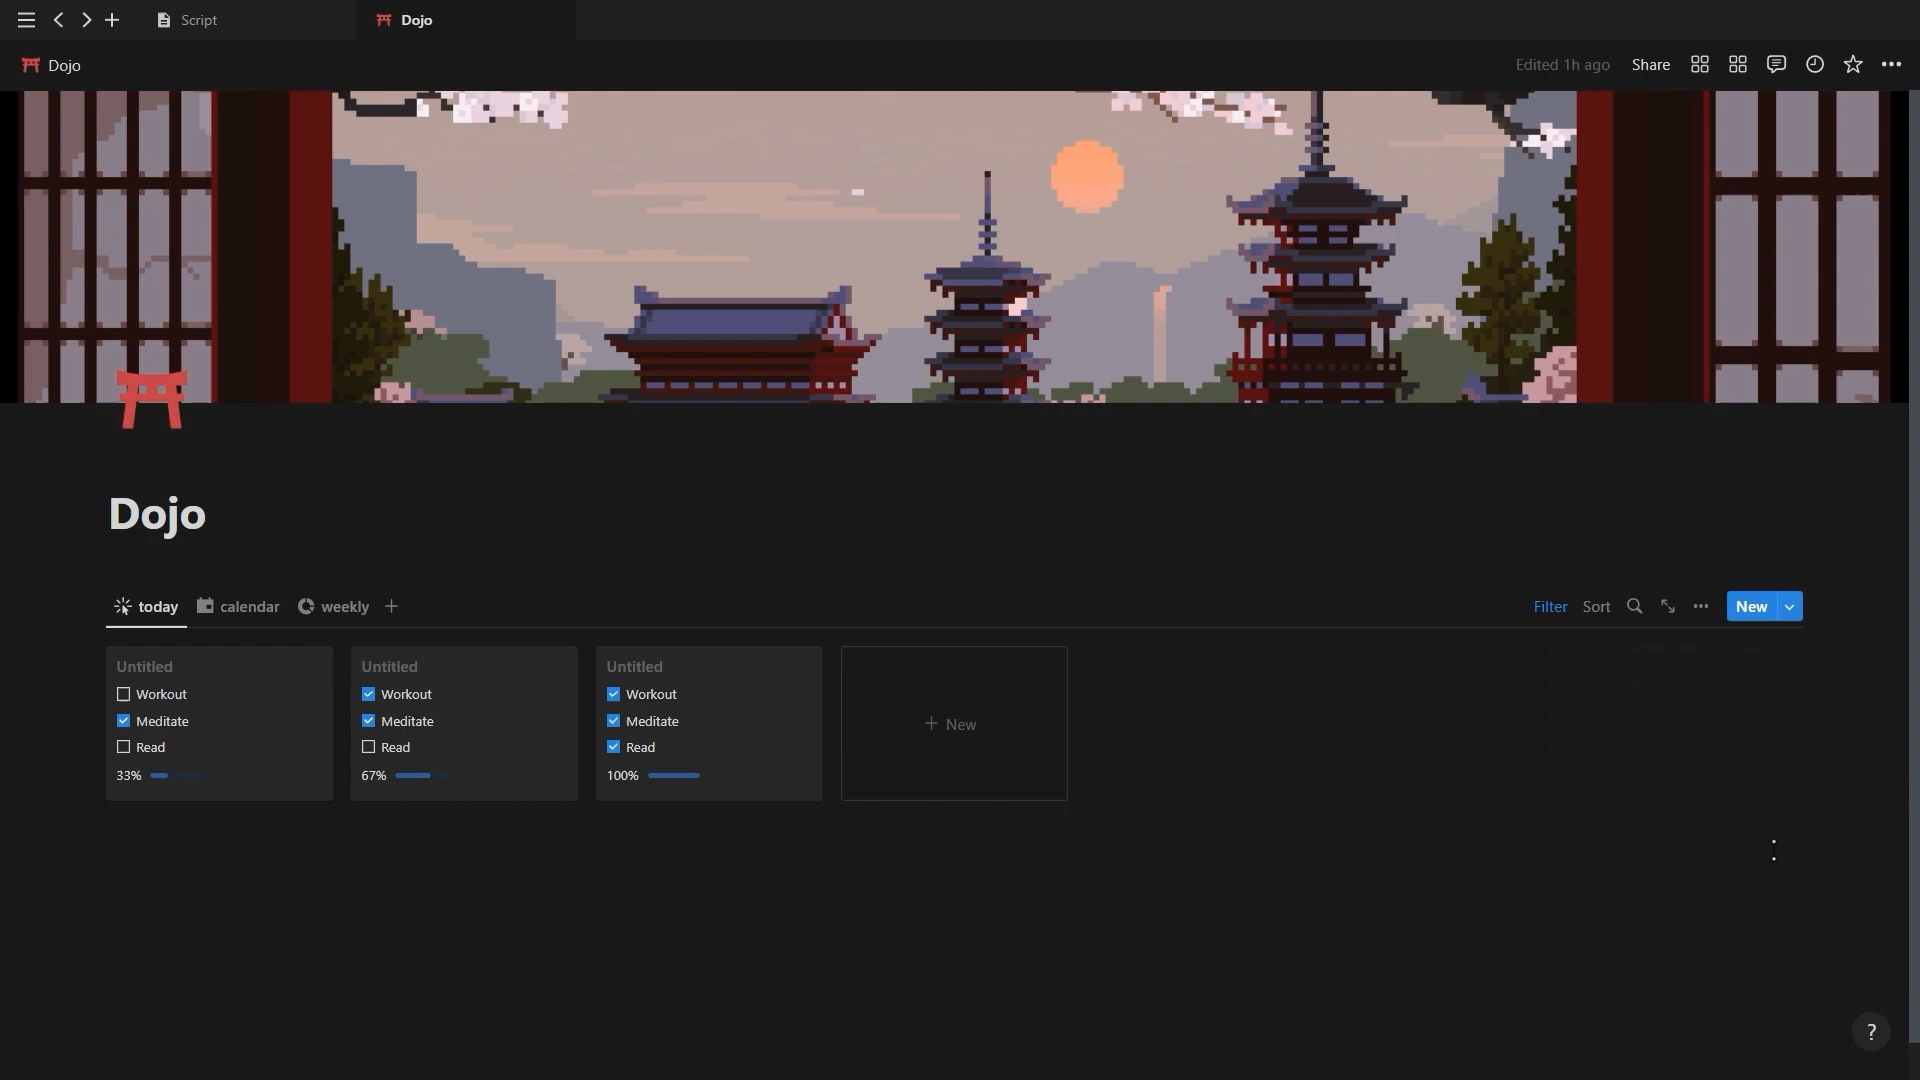 Script
Dojo
Dojo
Edited 1h ago
Share
Dojo
today
calendar
weekly
Filter
Sort
New
Untitled
Workout
Meditate
Read
33%
Untitled
Workout
Meditate
Read
67%
Untitled
Workout
Meditate
Read
100%
+ New
?